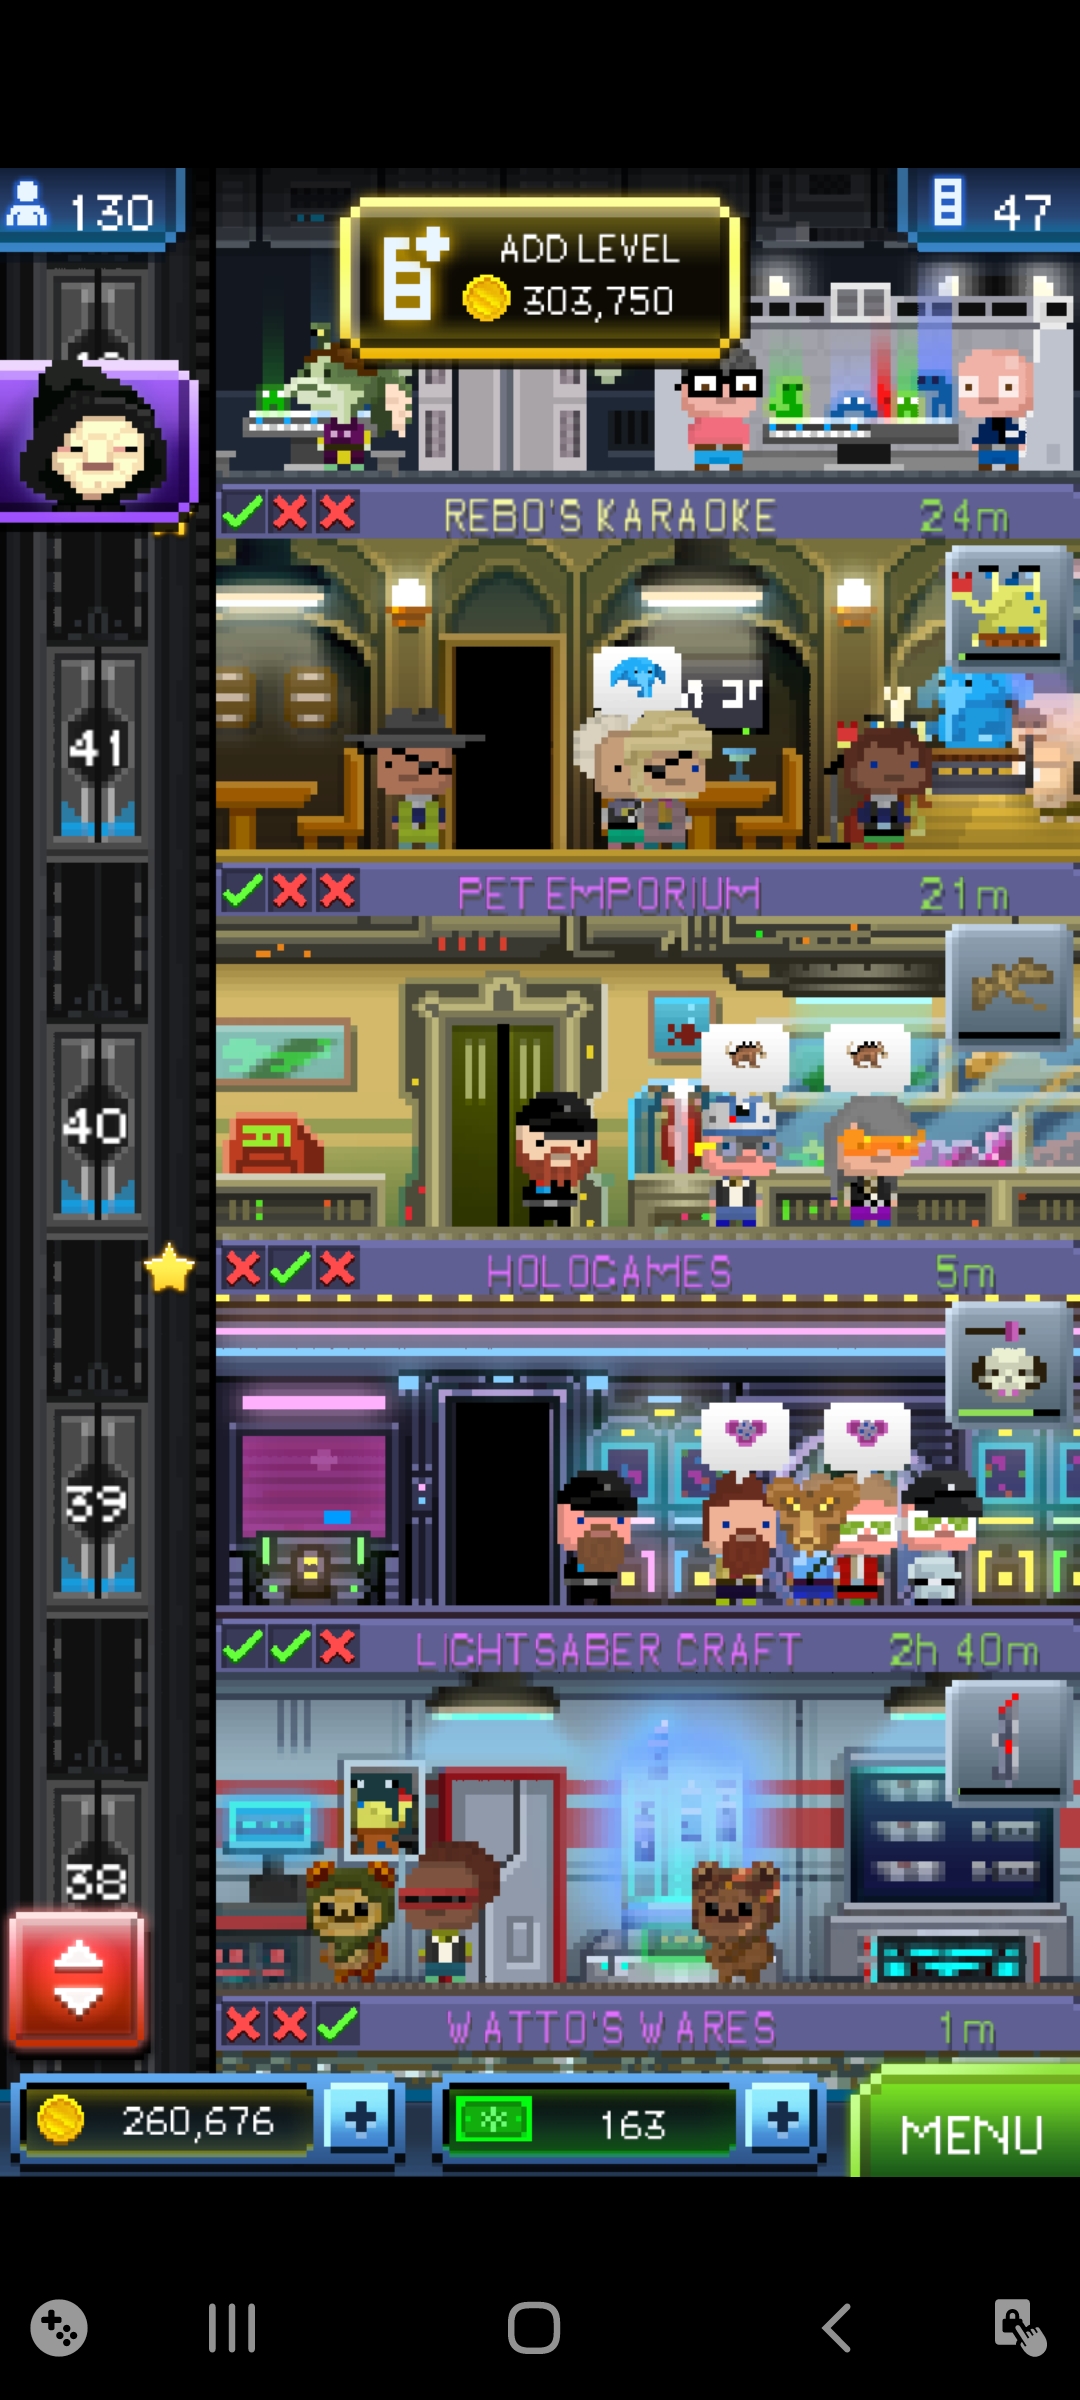 130
ADD LEVEL
303,750
47
REBO'S KARAOKE
24m
41
PET EMPORIUM
21m
40
HOLOGAMES
5m
39
LIGHTSABER CRAFT
2h 40m
38
WATTO'S WARES
1m
260,676
163
MENU